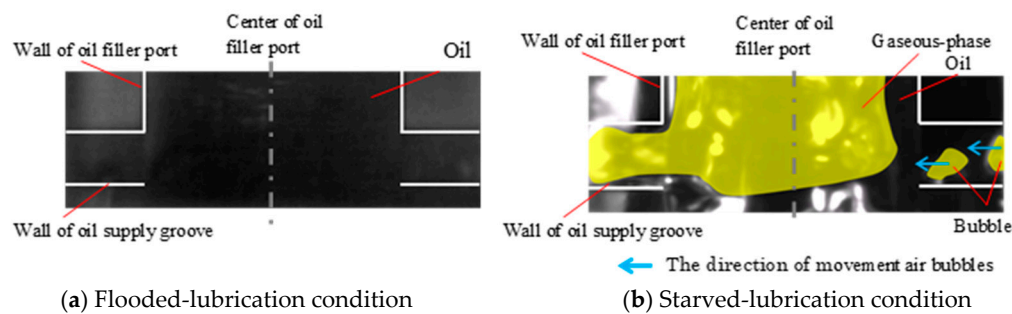 Center of oil
filler port
Wall of oil filler port
Oil
Wall of oil supply groove
(a) Flooded-lubrication condition
Center of oil
filler port
Wall of oil filler port
Gaseous-phase
Oil
Wall of oil supply groove
Bubble
The direction of movement air bubbles
(b) Starved-lubrication condition